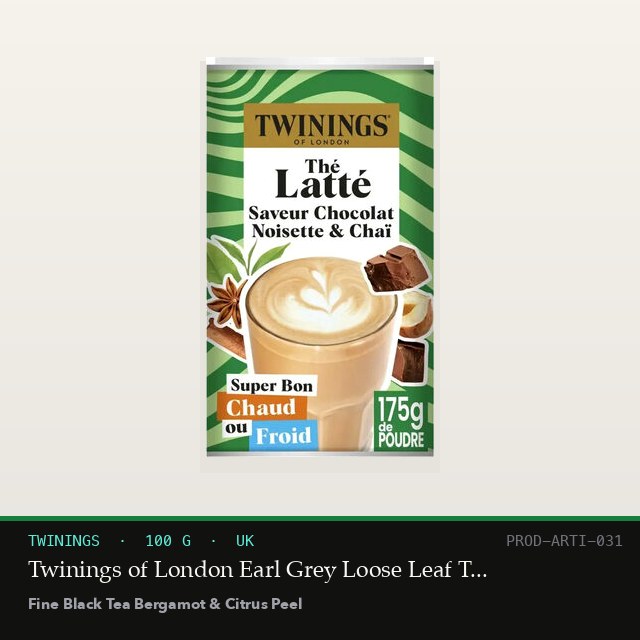 TWININGS®
OF LONDON
Thé
Latté
Saveur Chocolat
Noisette & Chaï
Super Bon
Chaud
ou
Froid
175g
de
POUDRE
TWININGS · 100 G · UK
PROD–ARTI–031
Twinings of London Earl Grey Loose Leaf T...
Fine Black Tea Bergamot & Citrus Peel